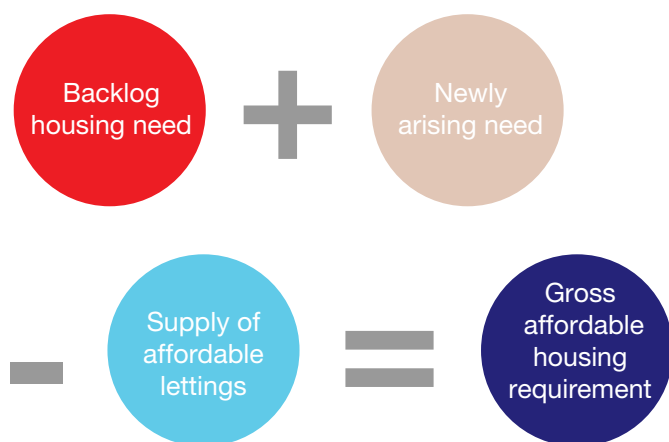 Backlog
housing need
+
Newly
arising need
-
Supply of
affordable
lettings
=
Gross
affordable
housing
requirement